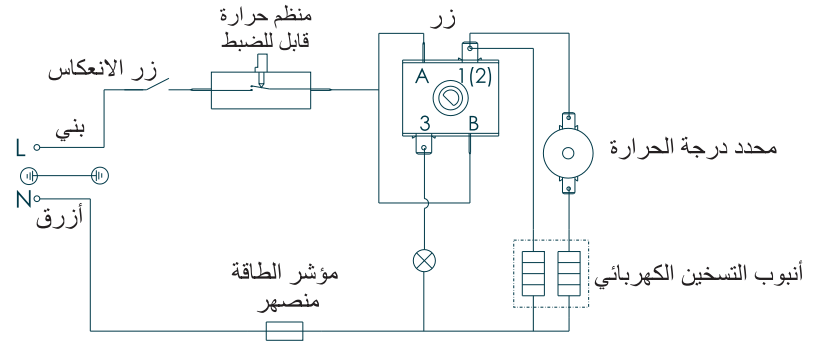 منظم حرارة
قابل للضبط
زر
زر الانعكاس
A
1(2)
3
B
بني
L
N
أزرق
محدد درجة الحرارة
أنبوب التسخين الكهربائي
مؤشر الطاقة
منصهر